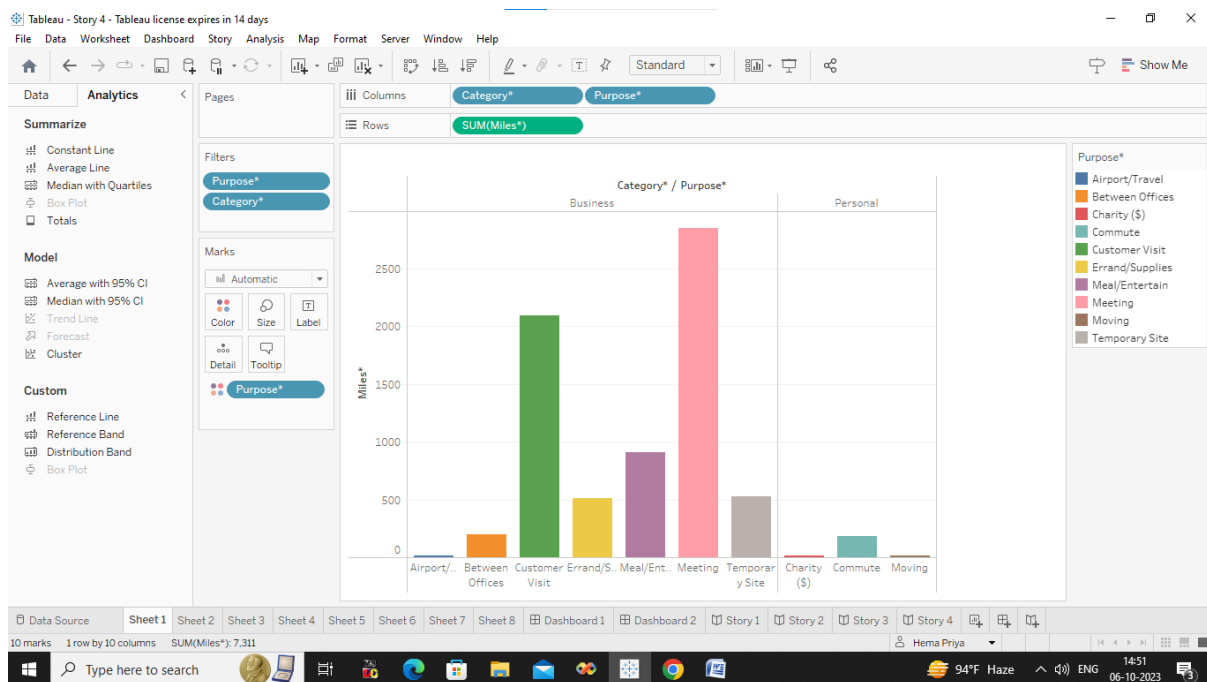 Tableau - Story 4 - Tableau license expires in 14 days
File Data Worksheet Dashboard Story Analysis Map Format Server Window Help
Standard
Show Me
Data Analytics
Summarize
Constant Line
Average Line
Median with Quartiles
Box Plot
Totals
Model
Average with 95% CI
Median with 95% CI
Trend Line
Forecast
Cluster
Custom
Reference Line
Reference Band
Distribution Band
Box Plot
Pages
Filters
Purpose*
Category*
Marks
Automatic
Color Size Label
Detail Tooltip
Purpose*
Columns Category* Purpose*
Rows SUM(Miles*)
Category* / Purpose*
Business Personal
Miles*
2500
2000
1500
1000
500
0
Airport/.. Between Customer Errand/S.. Meal/Ent.. Meeting Temporar Charity Commute Moving
Offices Visit y Site ($)
Purpose*
Airport/Travel
Between Offices
Charity ($)
Commute
Customer Visit
Errand/Supplies
Meal/Entertain
Meeting
Moving
Temporary Site
Data Source Sheet 1 Sheet 2 Sheet 3 Sheet 4 Sheet 5 Sheet 6 Sheet 7 Sheet 8 Dashboard 1 Dashboard 2 Story 1 Story 2 Story 3 Story 4
10 marks 1 row by 10 columns SUM(Miles*): 7,311 Hema Priya
Type here to search 94°F Haze ENG 14:51
06-10-2023 3